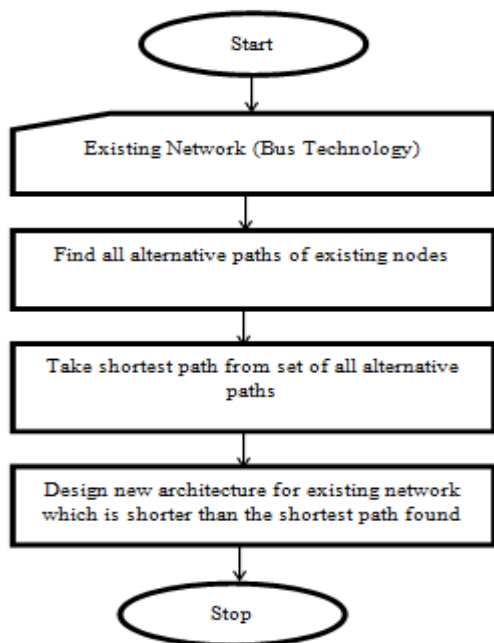 Start
Existing Network (Bus Technology)
Find all alternative paths of existing nodes
Take shortest path from set of all alternative
paths
Design new architecture for existing network
which is shorter than the shortest path found
Stop